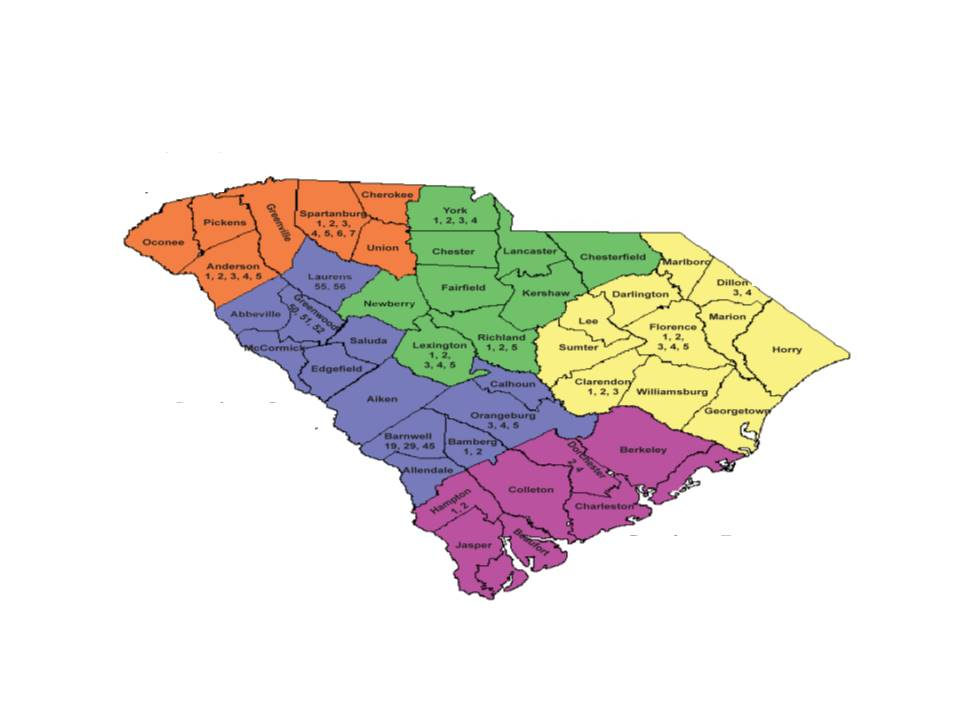 Cherokee
York
1, 2, 3, 4
Spartanburg
1, 2, 3,
4, 5, 6, 7
Greenville
Pickens
Oconee
Union
Chester
Lancaster
Chesterfield
Marlboro
Anderson
1, 2, 3, 4, 5
Laurens
55, 56
Fairfield
Kershaw
Dillon
3, 4
Darlington
Newberry
Abbeville
Greenwood
50, 51, 52
Marion
Lee
Florence
1, 2,
3, 4, 5
Richland
1, 2, 5
McCormick
Saluda
Lexington
1, 2,
3, 4, 5
Sumter
Horry
Edgefield
Calhoun
Clarendon
1, 2, 3
Williamsburg
Aiken
Georgetown
Orangeburg
3, 4, 5
Barnwell
19, 29, 45
Bamberg
1, 2
Berkeley
Dorchester
2, 4
Allendale
Colleton
Hampton
1, 2
Charleston
Jasper
Beaufort